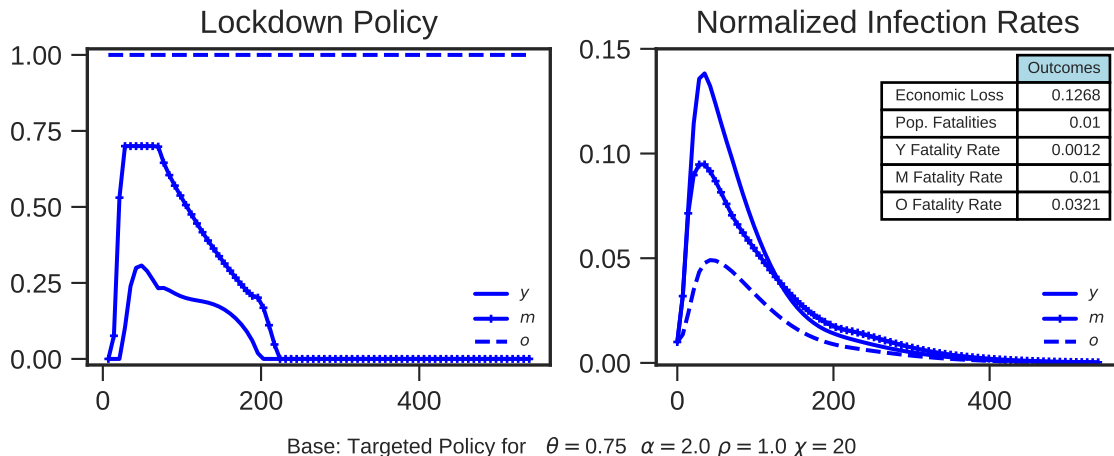 Lockdown Policy
1.00
0.75
0.50
0.25
0.00
0
200
400
y
m
o
Normalized Infection Rates
0.15
0.10
0.05
0.00
0
200
400
Outcomes
Economic Loss 0.1268
Pop. Fatalities 0.01
Y Fatality Rate 0.0012
M Fatality Rate 0.01
O Fatality Rate 0.0321
y
m
o
Base: Targeted Policy for θ = 0.75 α = 2.0 ρ = 1.0 χ = 20